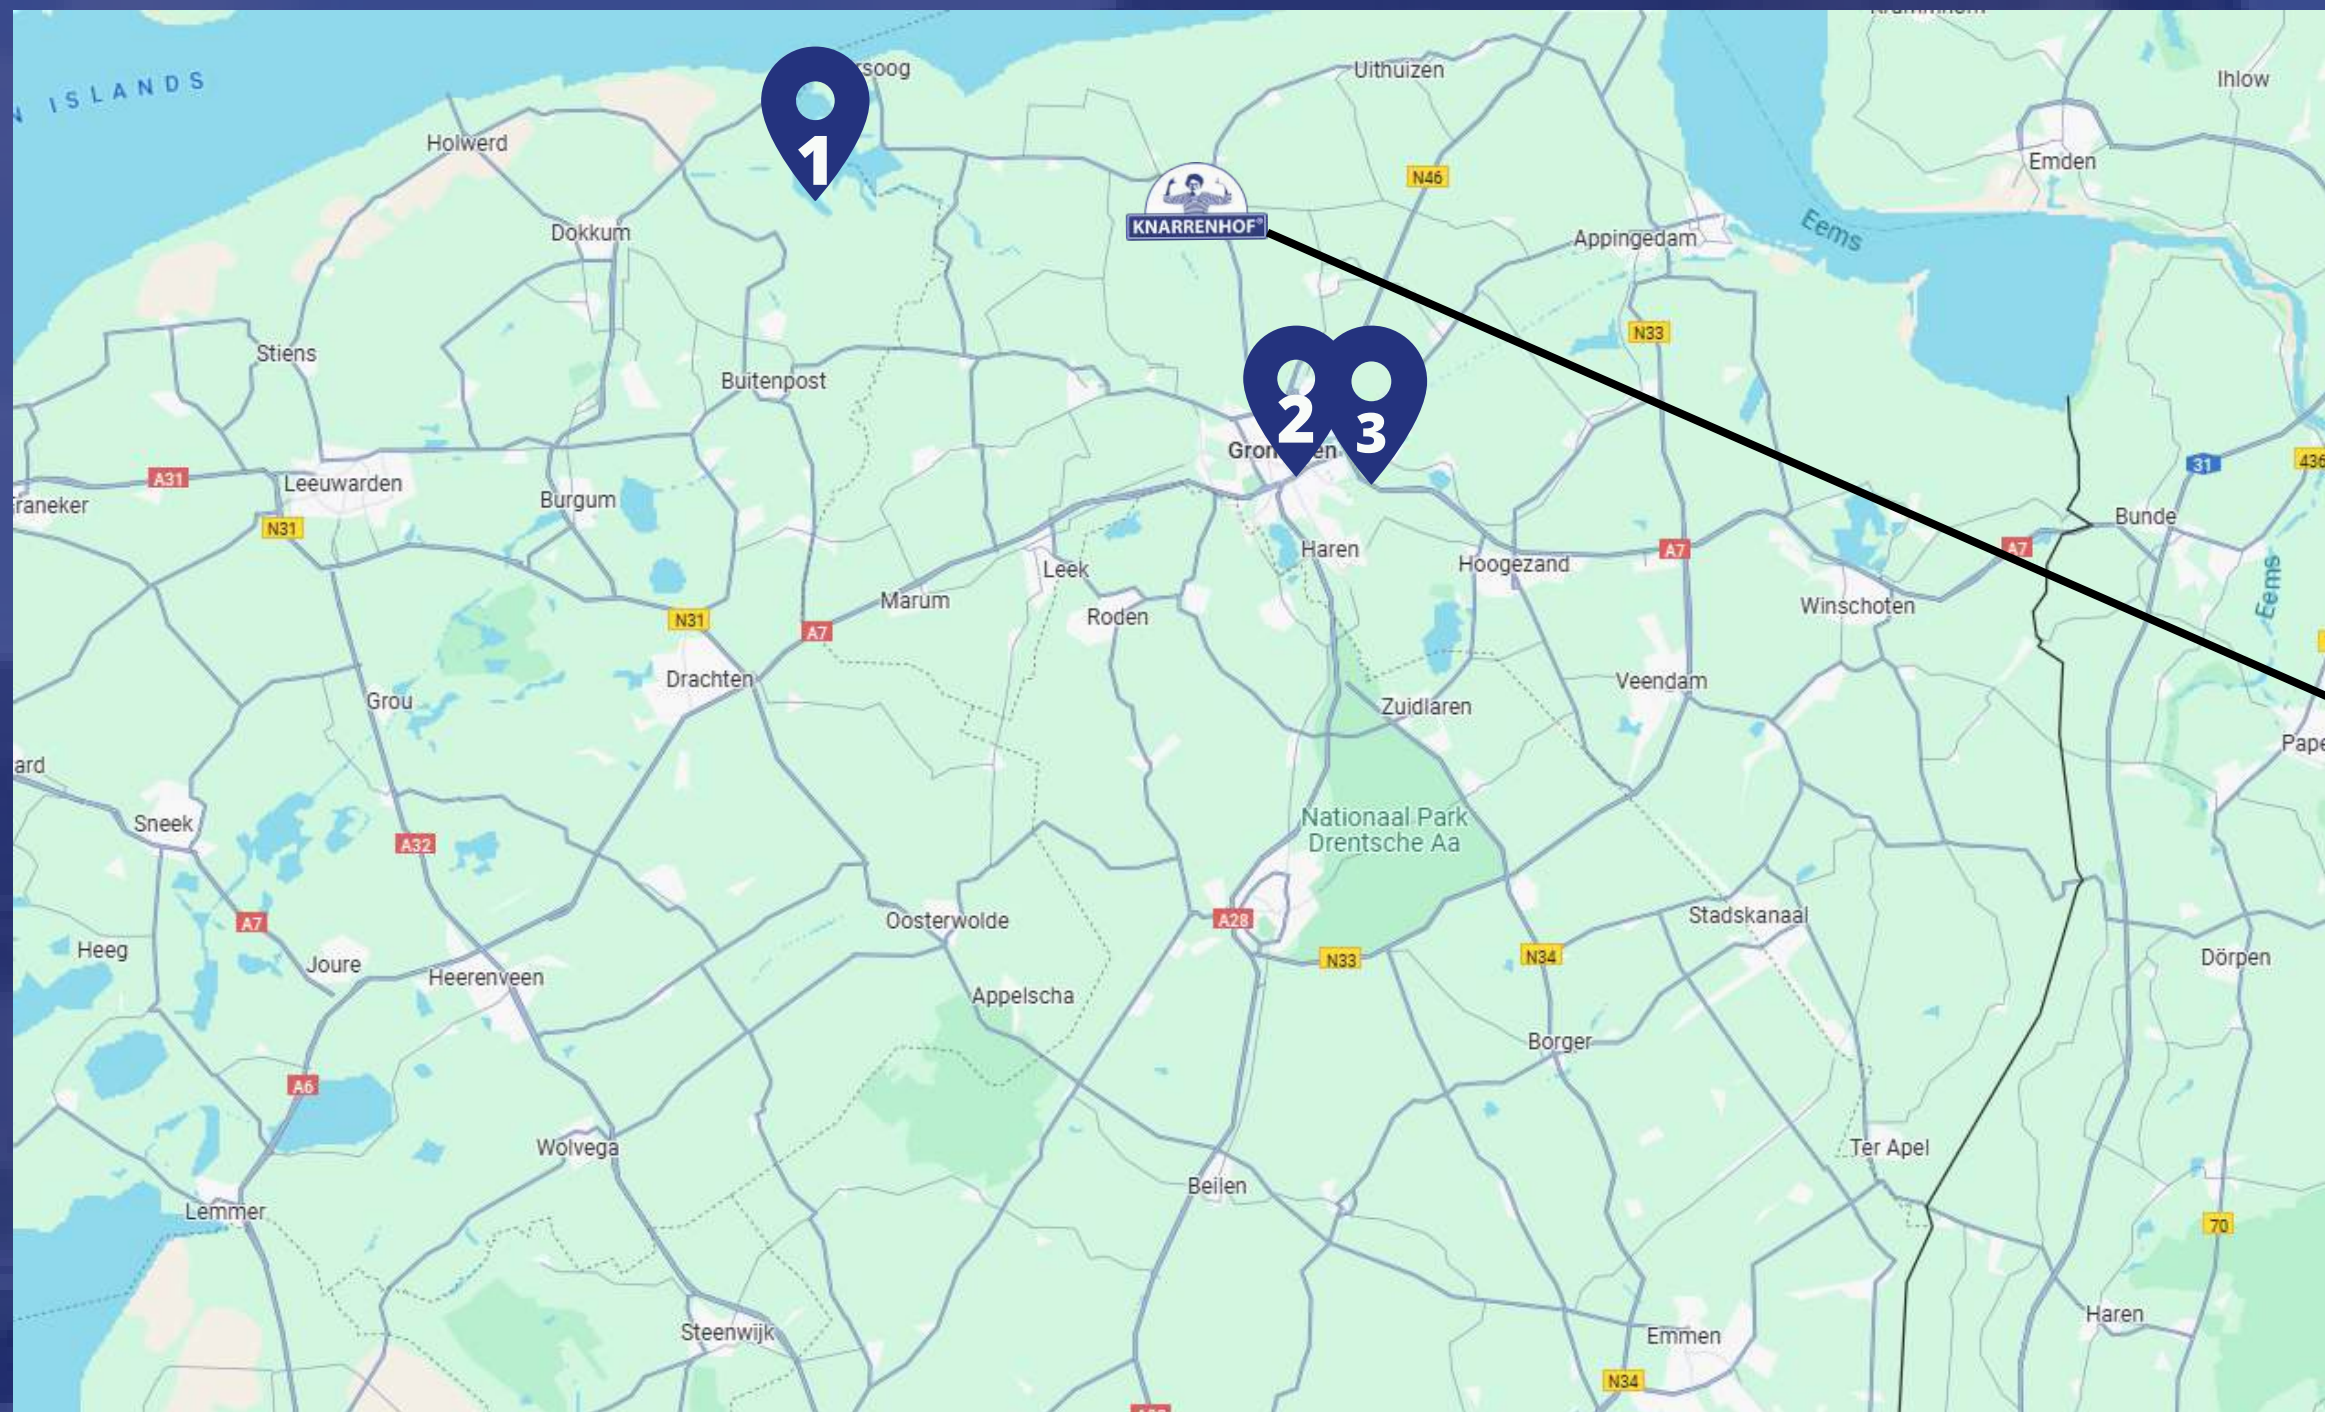 N ISLANDS
rsoog
Uithuizen
Ihlow
Holwerd
1
Emden
N46
KNARRENHOF®
Dokkum
Appingedam
Eems
Stiens
N33
Buitenpost
2
3
A31
Leeuwarden
Gron
en
31
436
raneker
Burgum
N31
Bunde
Haren
A7
A7
Leek
Hoogezand
Eems
Marum
Roden
Winschoten
N31
A7
Drachten
Veendam
Grou
Zuidlaren
Pape
ard
Nationaal Park
Drentsche Aa
Sneek
A32
A7
Oosterwolde
A28
Stadskanaal
Heeg
Joure
Heerenveen
N33
N34
Dörpen
Appelscha
Borger
A6
Wolvega
Ter Apel
Beilen
Lemmer
70
Steenwijk
Emmen
Haren
N34